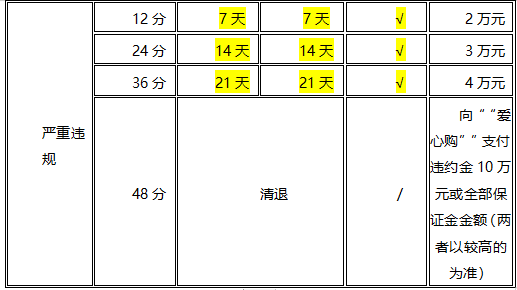 12 分 7 天 7 天 √ 2 万元
24 分 14 天 14 天 √ 3 万元
36 分 21 天 21 天 √ 4 万元
严重违
规
48 分 清退 /
向 “ “爱
心购” ” 支付
违约金 10 万
元或全部保
证金金额（两
者以较高的
为准）